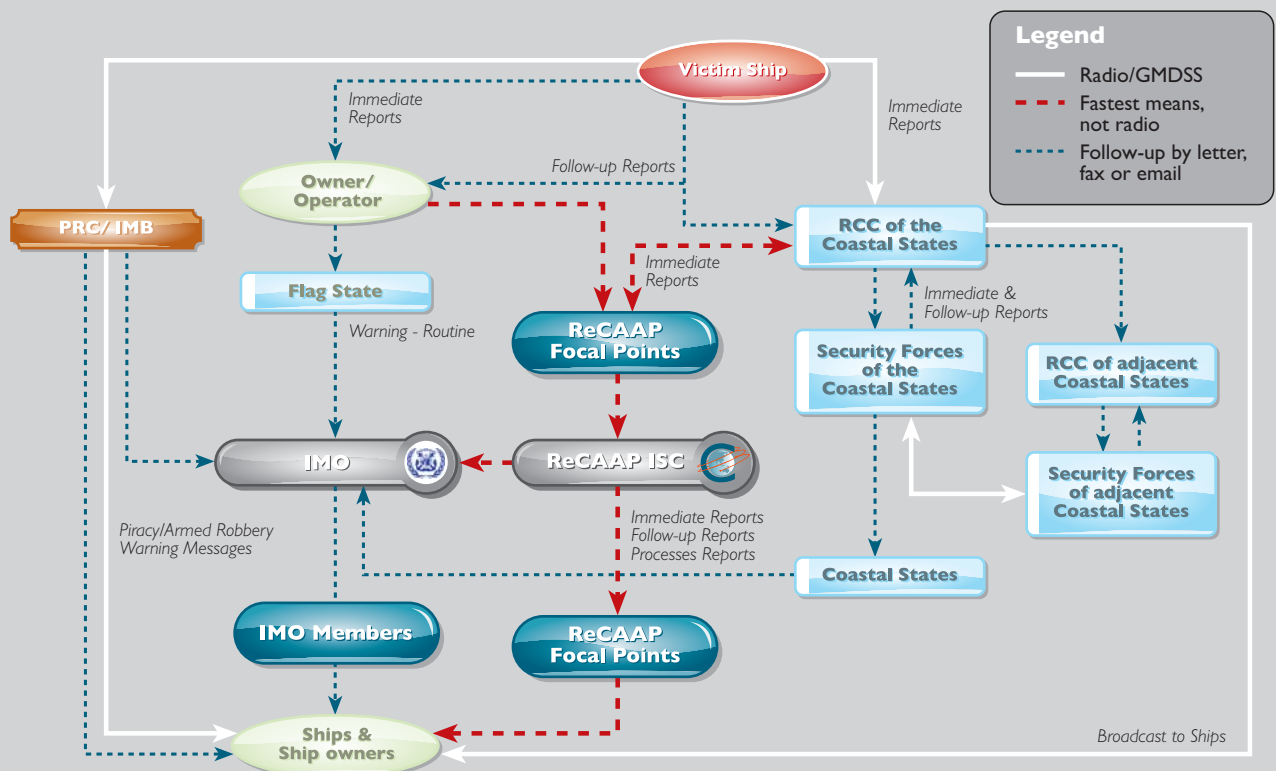 Legend
Radio/GMDSS
Fastest means,
not radio
Follow-up by letter,
fax or email
Victim Ship
Immediate
Reports
Immediate
Reports
Follow-up Reports
Owner/
Operator
PRC/ IMB
RCC of the
Coastal States
Immediate
Reports
Flag State
Immediate &
Follow-up Reports
Warning - Routine
ReCAAP
Focal Points
Security Forces
of the
Coastal States
RCC of adjacent
Coastal States
IMO
ReCAAP ISC
Security Forces
of adjacent
Coastal States
Piracy/Armed Robbery
Warning Messages
Immediate Reports
Follow-up Reports
Processes Reports
Coastal States
IMO Members
ReCAAP
Focal Points
Ships &
Ship owners
Broadcast to Ships